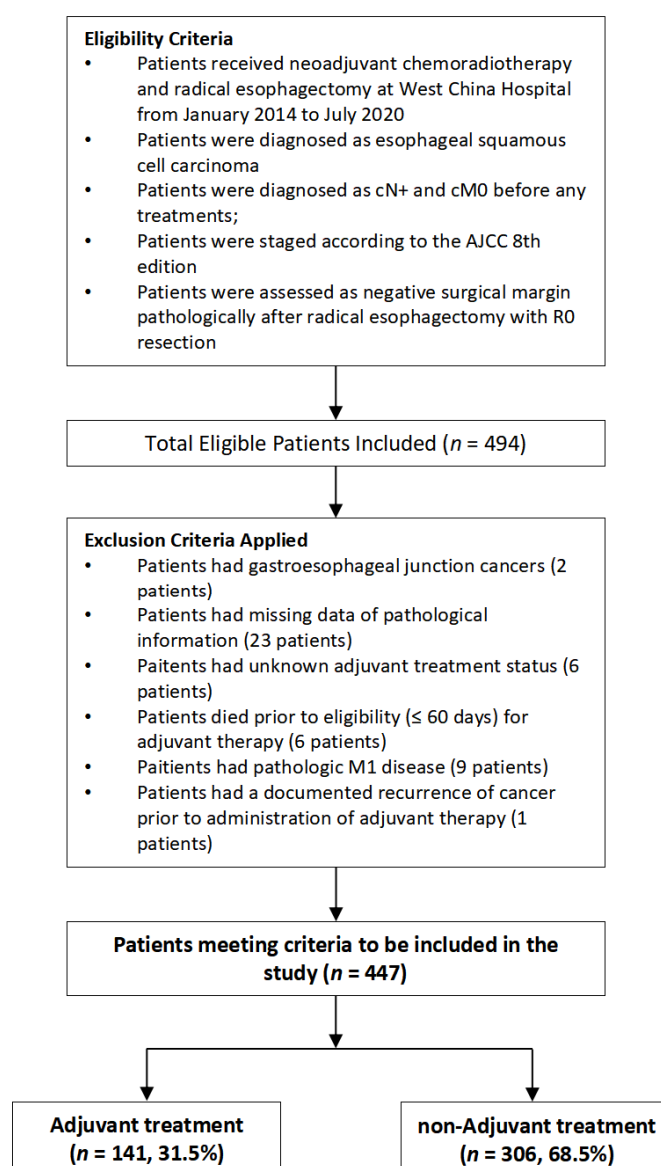 Eligibility Criteria
• Patients received neoadjuvant chemoradiotherapy
and radical esophagectomy at West China Hospital
from January 2014 to July 2020
• Patients were diagnosed as esophageal squamous
cell carcinoma
• Patients were diagnosed as cN+ and cM0 before any
treatments;
• Patients were staged according to the AJCC 8th
edition
• Patients were assessed as negative surgical margin
pathologically after radical esophagectomy with R0
resection
Total Eligible Patients Included (n = 494)
Exclusion Criteria Applied
• Patients had gastroesophageal junction cancers (2
patients)
• Patients had missing data of pathological
information (23 patients)
• Paitents had unknown adjuvant treatment status (6
patients)
• Patients died prior to eligibility (≤ 60 days) for
adjuvant therapy (6 patients)
• Paitients had pathologic M1 disease (9 patients)
• Patients had a documented recurrence of cancer
prior to administration of adjuvant therapy (1
patients)
Patients meeting criteria to be included in the
study (n = 447)
Adjuvant treatment
(n = 141, 31.5%)
non-Adjuvant treatment
(n = 306, 68.5%)